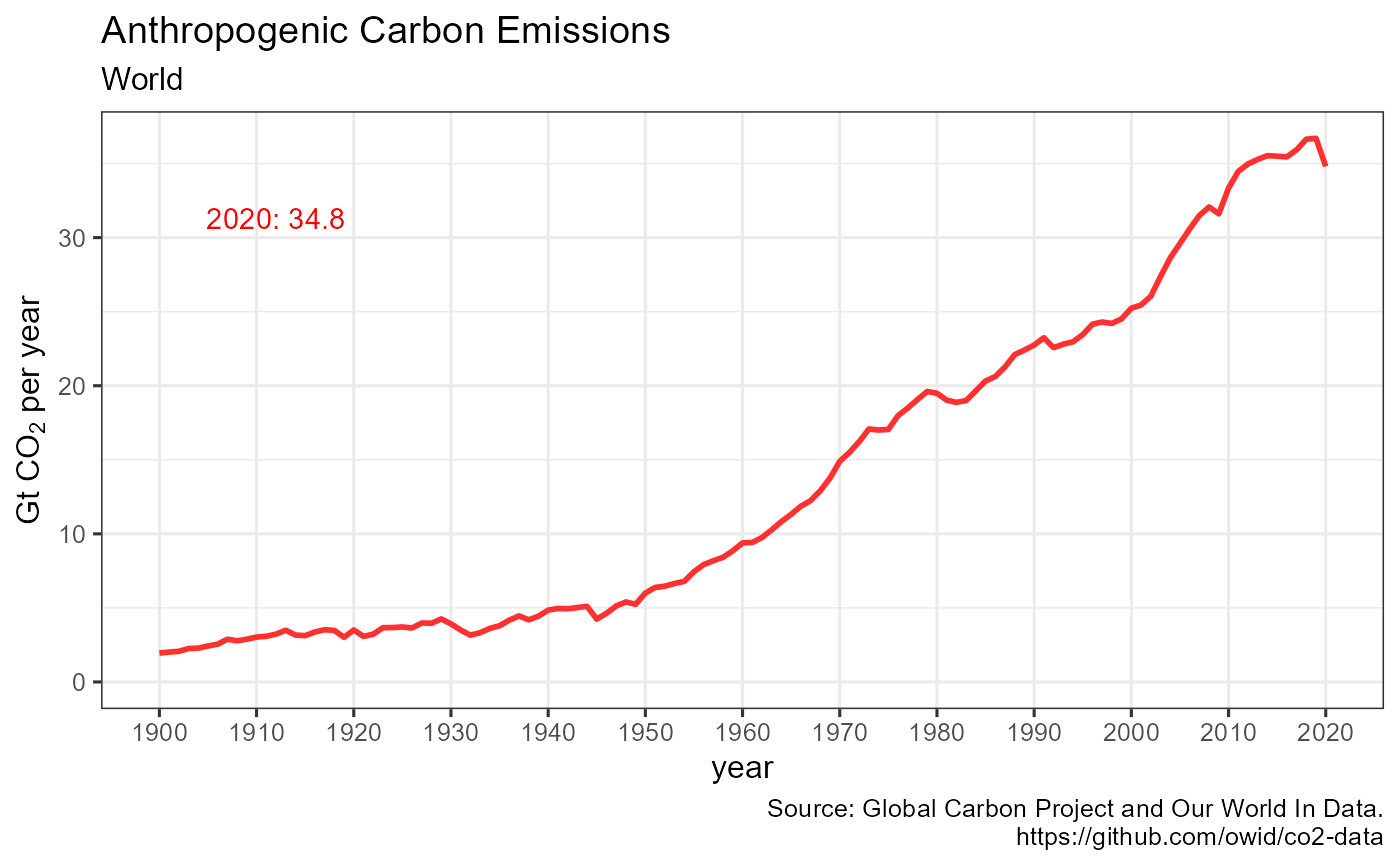 Anthropogenic Carbon Emissions
World
2020: 34.8
Gt CO₂ per year
30
20
10
0
1900 1910 1920 1930 1940 1950 1960 1970 1980 1990 2000 2010 2020
year
Source: Global Carbon Project and Our World In Data.
https://github.com/owid/co2-data